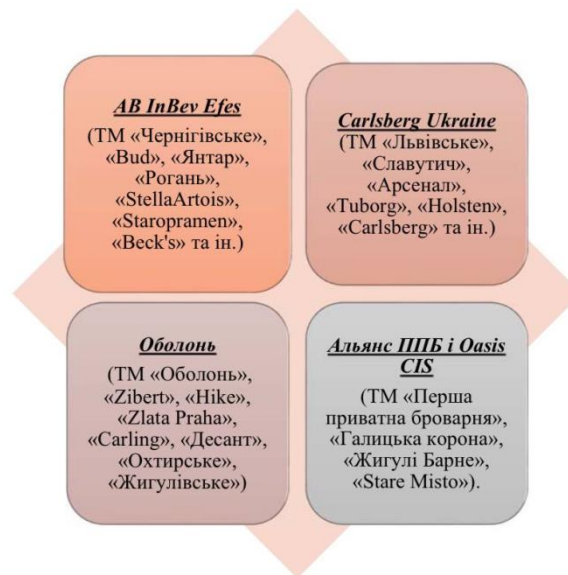 AB InBev Efes
(ТМ «Чернігівське»,
«Bud», «Янтар»,
«Рогань»,
«StellaArtois»,
«Staropramen»,
«Beck's» та ін.)
Carlsberg Ukraine
(ТМ «Львівське»,
«Славутич»,
«Арсенал»,
«Tuborg», «Holsten»,
«Carlsberg» та ін.)
Оболонь
(ТМ «Оболонь»,
«Zibert», «Hike»,
«Zlata Praha»,
«Carling», «Десант»,
«Охтирське»,
«Жигулівське»)
Альянс ППБ і Oasis
CIS
(ТМ «Перша
приватна броварня»,
«Галицька корона»,
«Жигулі Барне»,
«Stare Misto»).